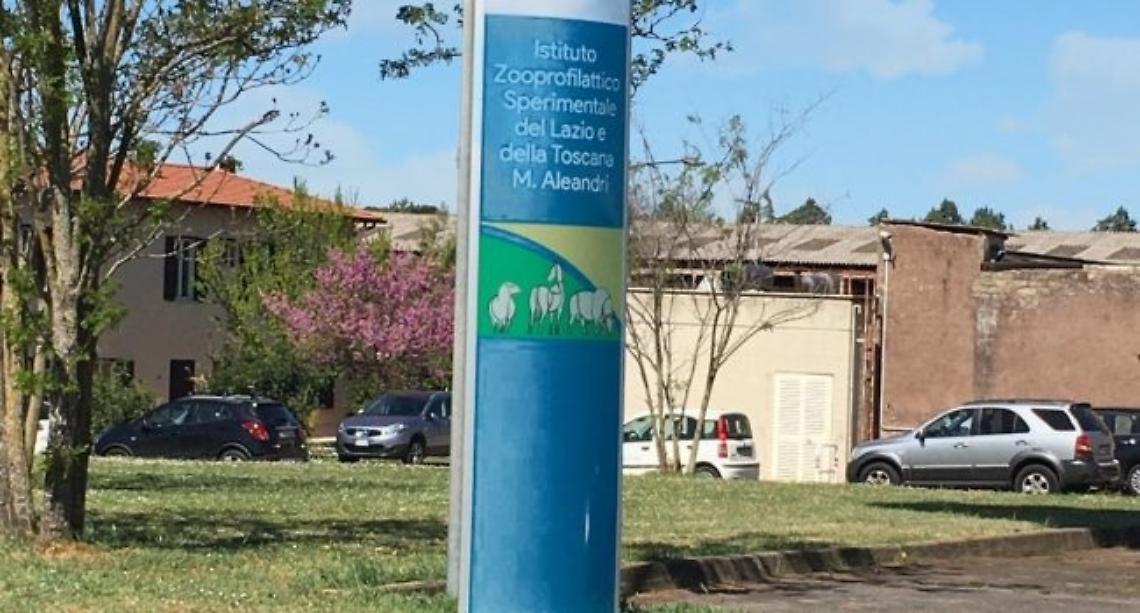 Istituto
Zooprofilattico
Sperimentale
del Lazio e
della Toscana
M. Aleandri